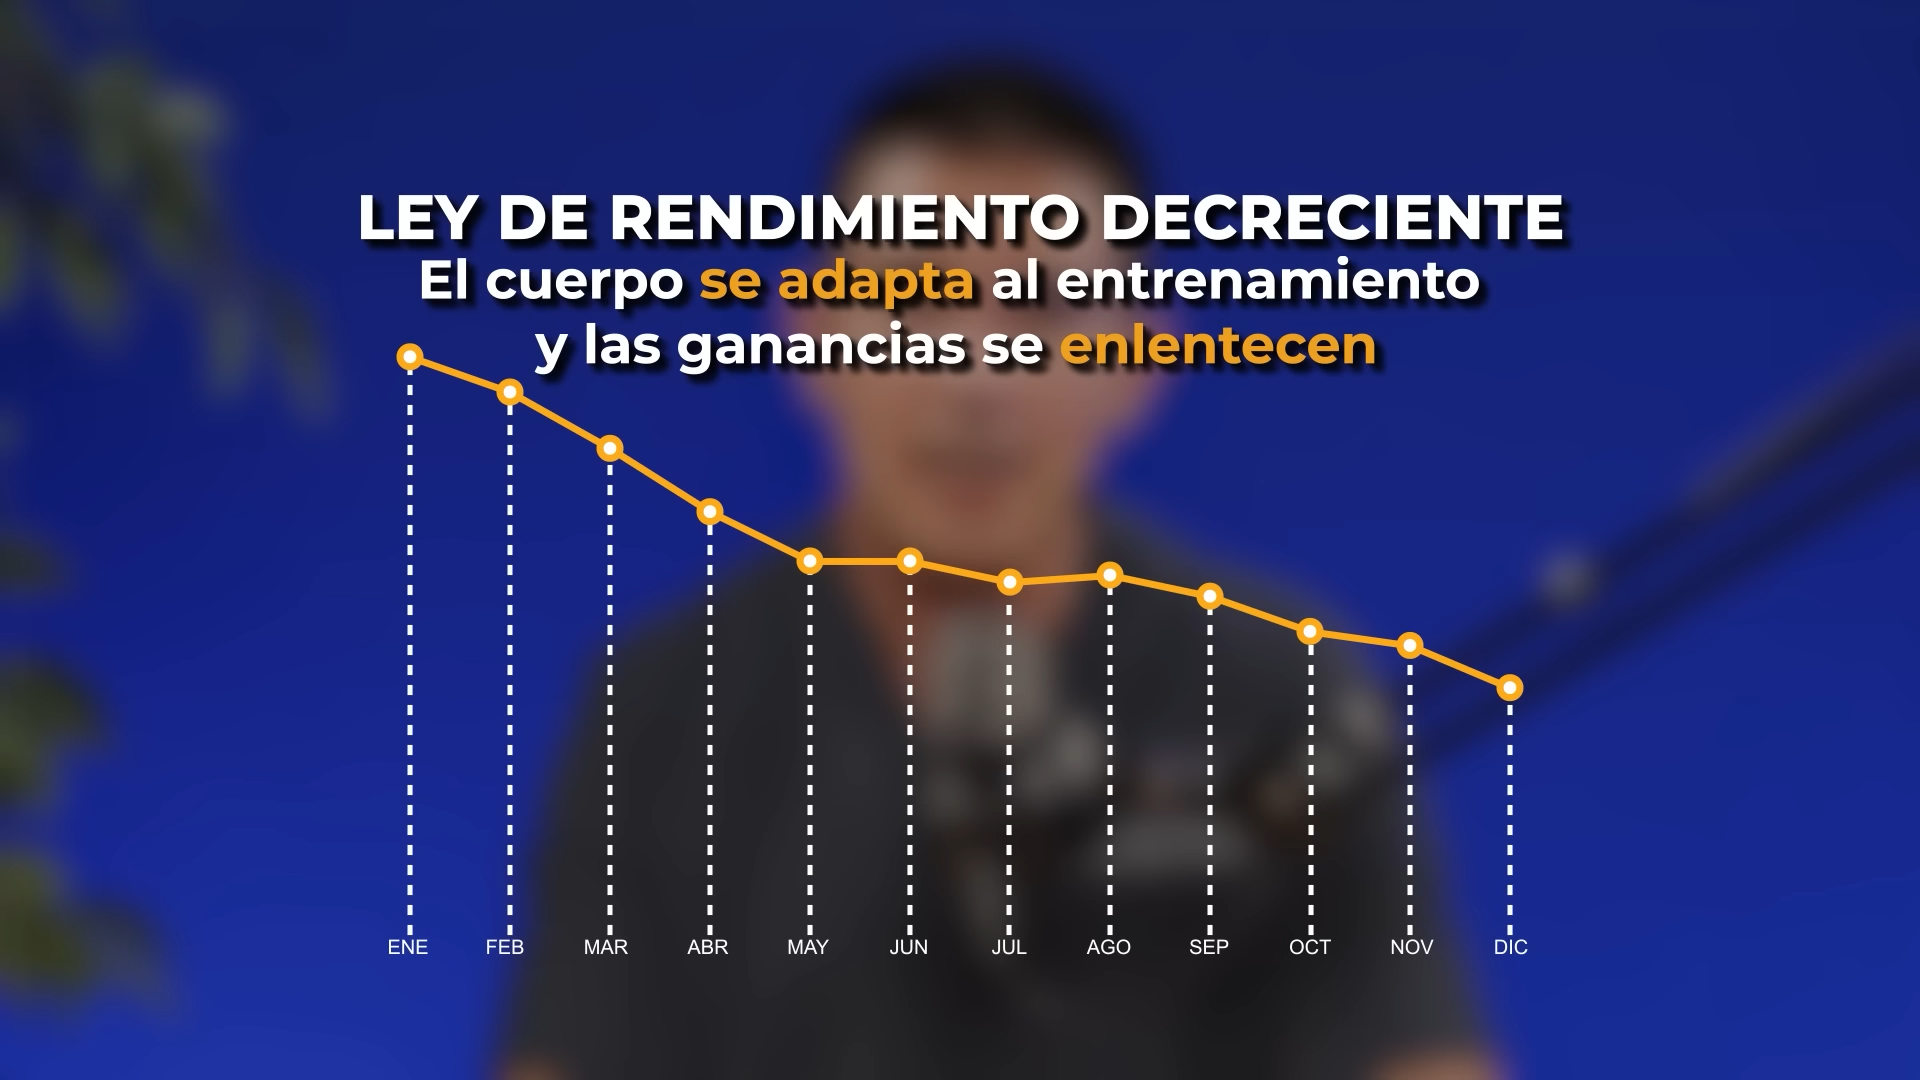 LEY DE RENDIMIENTO DECRECIENTE
El cuerpo se adapta al entrenamiento
y las ganancias se enlentecen
ENE FEB MAR ABR MAY JUN JUL AGO SEP OCT NOV DIC